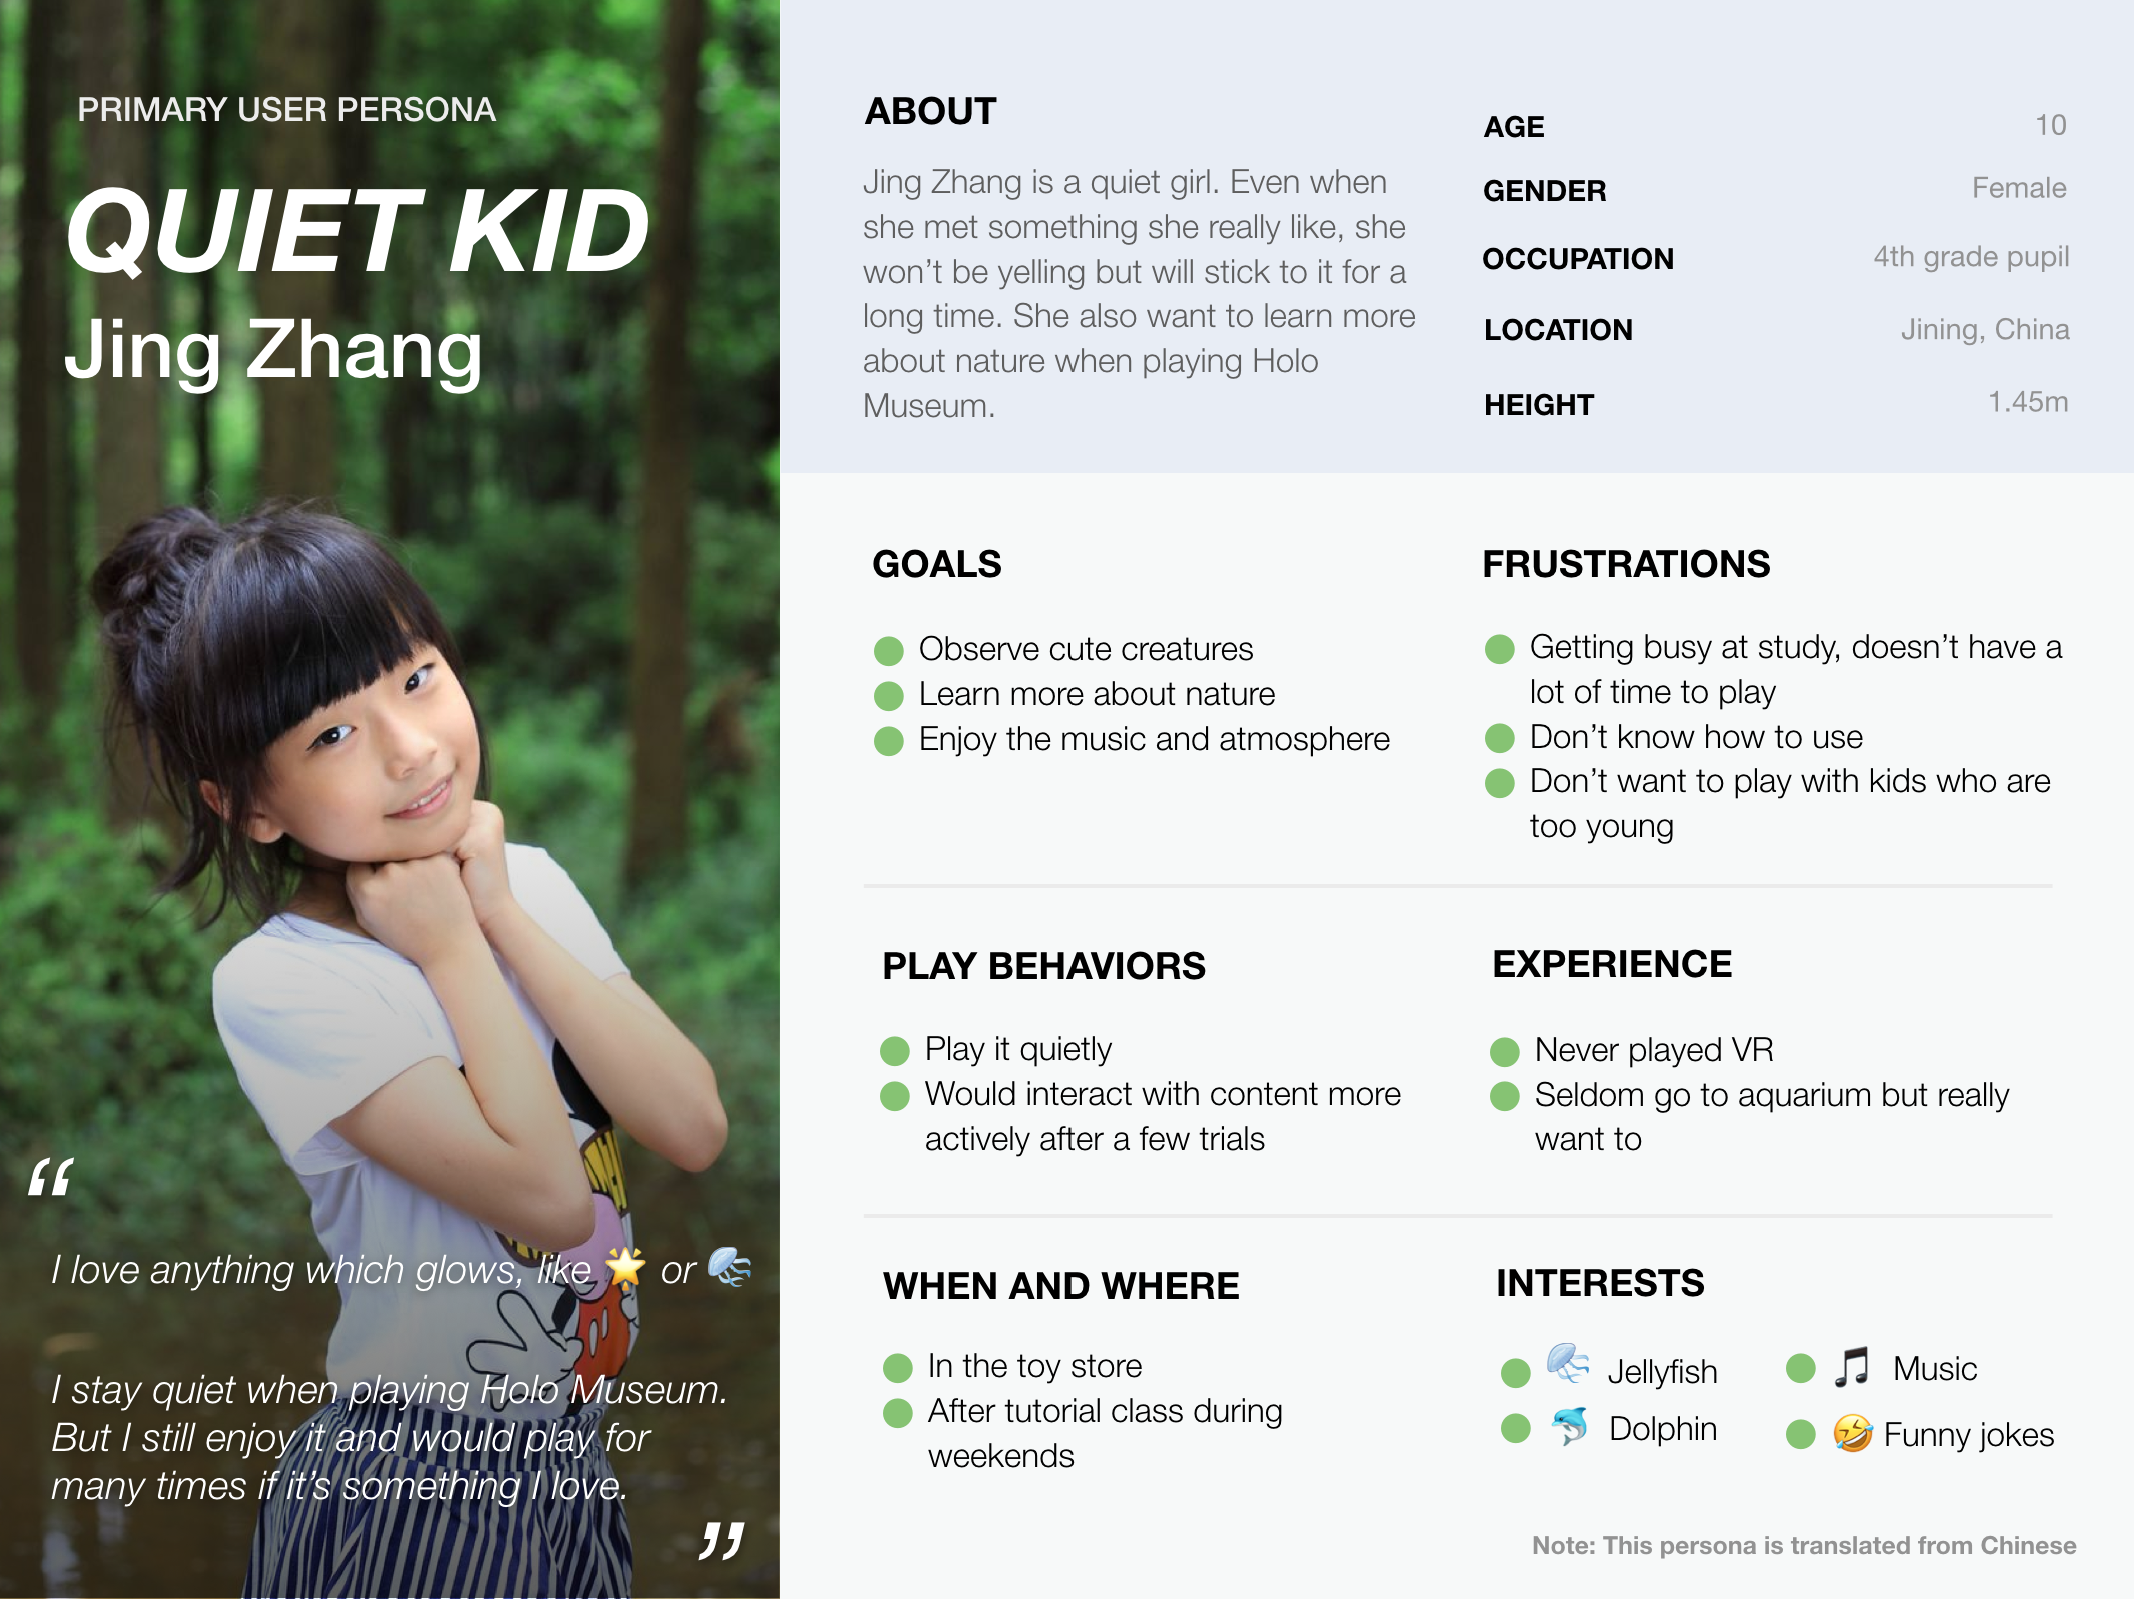 PRIMARY USER PERSONA
QUIET KID
Jing Zhang
“
I love anything which glows, like 🌟 or 🪼
I stay quiet when playing Holo Museum.
But I still enjoy it and would play for
many times if it’s something I love.
”
ABOUT
Jing Zhang is a quiet girl. Even when
she met something she really like, she
won’t be yelling but will stick to it for a
long time. She also want to learn more
about nature when playing Holo
Museum.
AGE 10
GENDER Female
OCCUPATION 4th grade pupil
LOCATION Jining, China
HEIGHT 1.45m
GOALS
Observe cute creatures
Learn more about nature
Enjoy the music and atmosphere
FRUSTRATIONS
Getting busy at study, doesn’t have a
lot of time to play
Don’t know how to use
Don’t want to play with kids who are
too young
PLAY BEHAVIORS
Play it quietly
Would interact with content more
actively after a few trials
EXPERIENCE
Never played VR
Seldom go to aquarium but really
want to
WHEN AND WHERE
In the toy store
After tutorial class during
weekends
INTERESTS
🪼 Jellyfish
🐬 Dolphin
🎵 Music
🤣 Funny jokes
Note: This persona is translated from Chinese